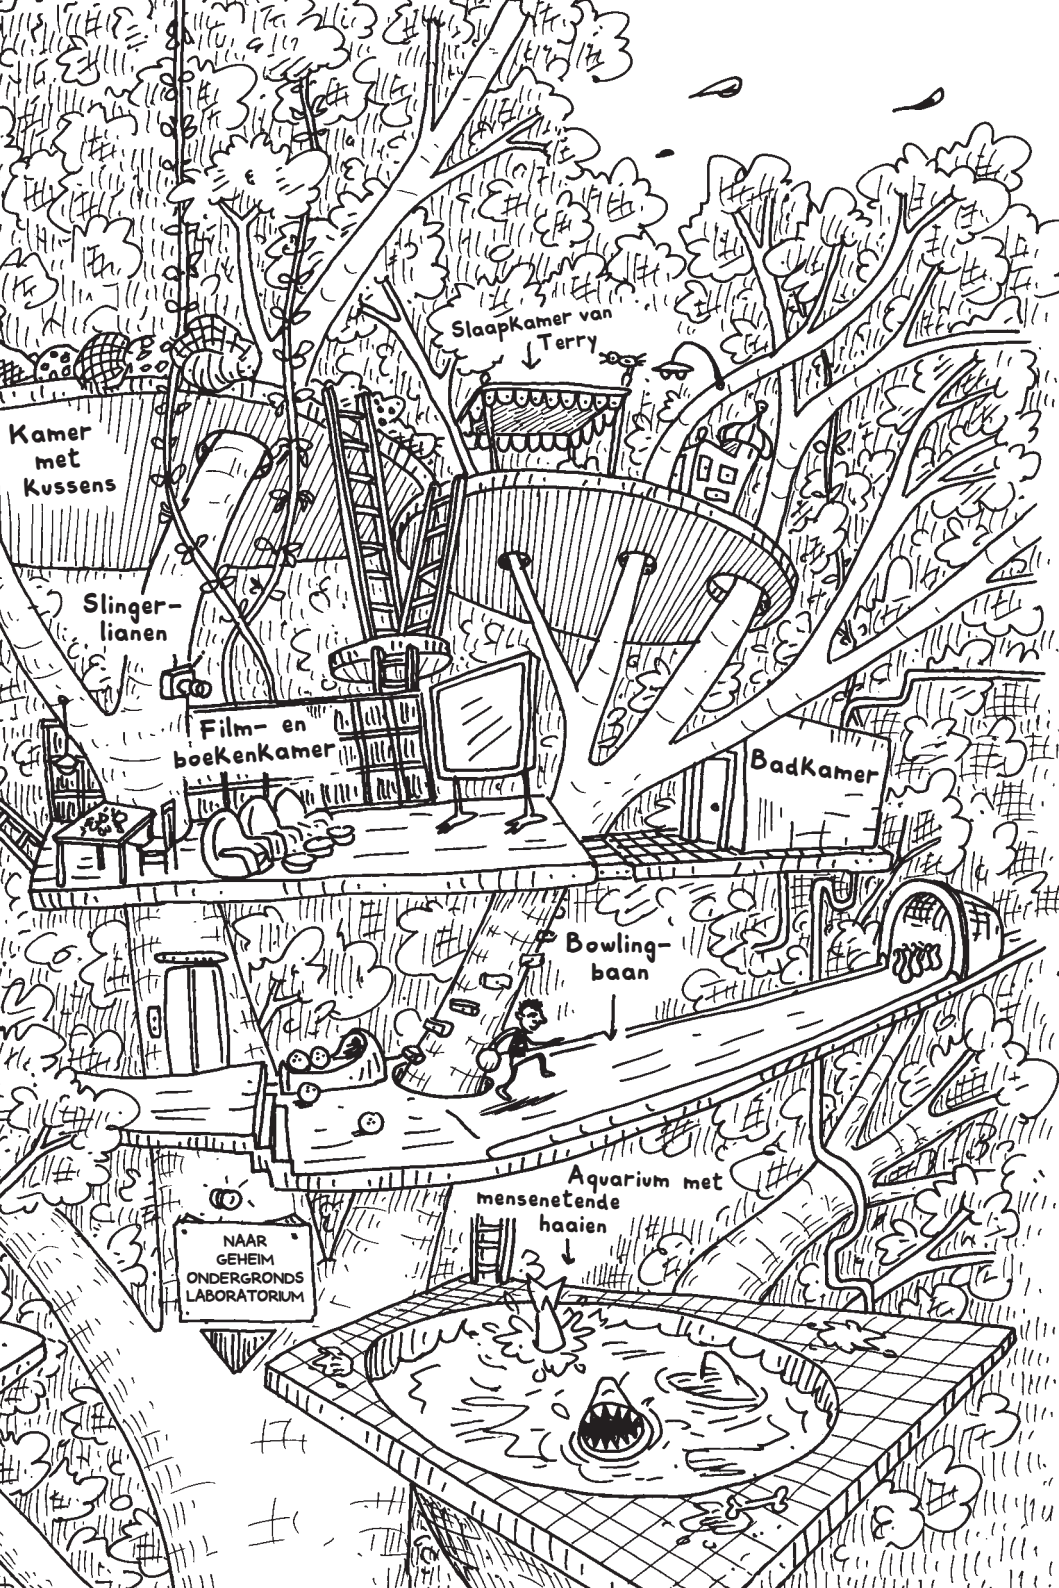 Slaapkamer van
Terry
Kamer
met
Kussens
Slinger-
lianen
Film- en
boekenkamer
Badkamer
Bowling-
baan
Aquarium met
mensenetende
haaien
NAAR
GEHEIM
ONDERGRONDS
LABORATORIUM